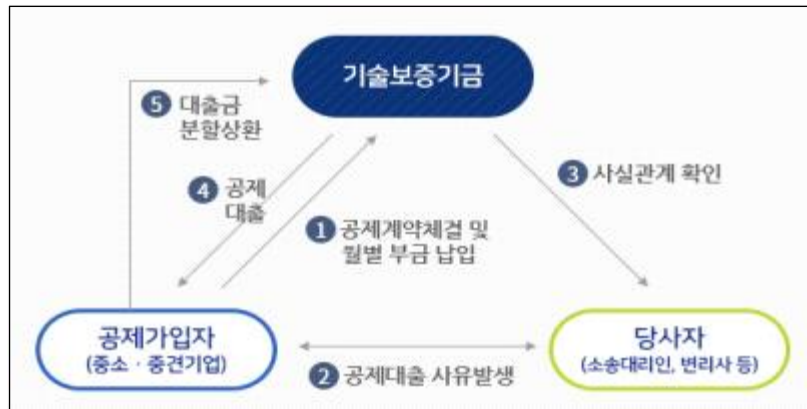 기술보증기금
5 대출금
분할상환
4 공제
대출
3 사실관계 확인
1 공제계약체결 및
월별 부금 납입
공제가입자
(중소 · 중견기업)
당사자
(소송대리인, 변리사 등)
2 공제대출 사유발생